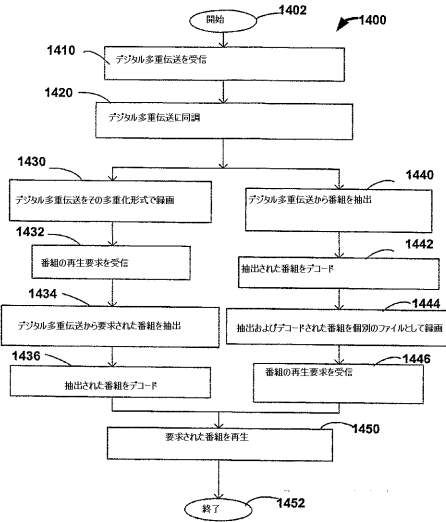 開始
1402
1400
1410
デジタル多重伝送を受信
1420
デジタル多重伝送に同調
1430
デジタル多重伝送をその多重化形式で録画
1432
番組の再生要求を受信
1434
デジタル多重伝送から要求された番組を抽出
1436
抽出された番組をデコード
1440
デジタル多重伝送から番組を抽出
1442
抽出された番組をデコード
1444
抽出およびデコードされた番組を個別のファイルとして録画
1446
番組の再生要求を受信
1450
要求された番組を再生
終了
1452